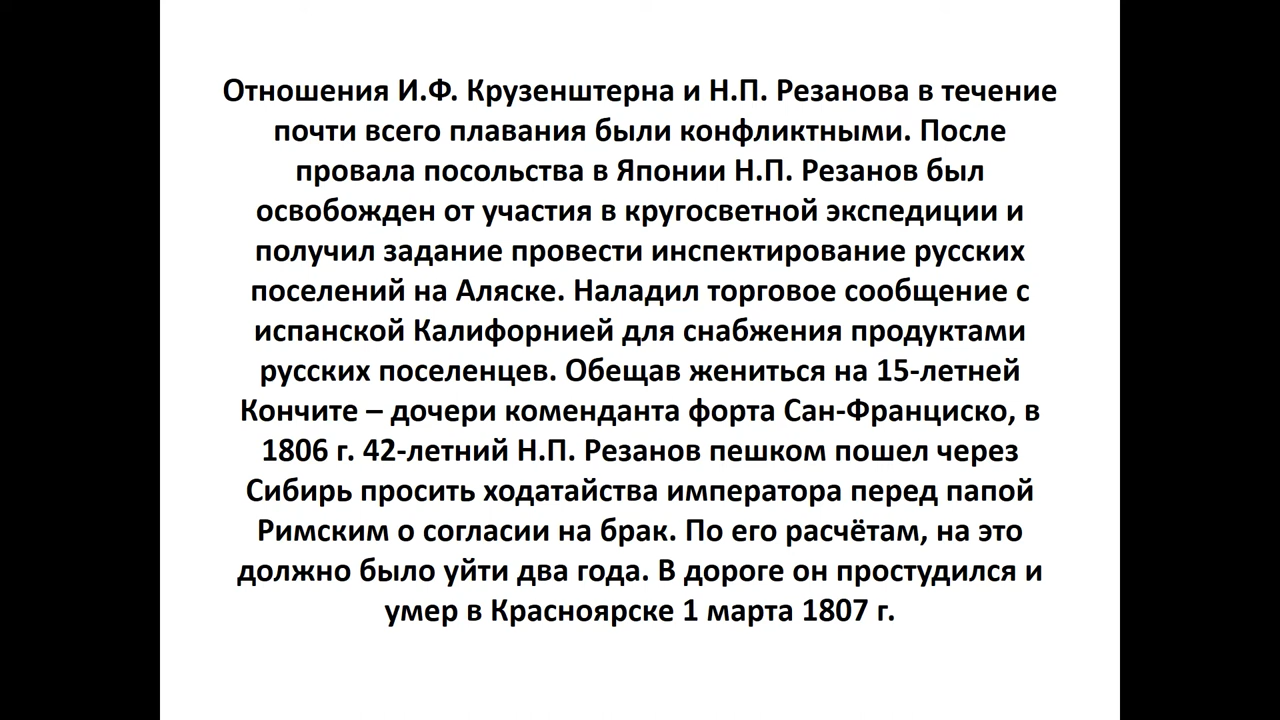 Отношения И.Ф. Крузенштерна и Н.П. Резанова в течение
почти всего плавания были конфликтными. После
провала посольства в Японии Н.П. Резанов был
освобожден от участия в кругосветной экспедиции и
получил задание провести инспектирование русских
поселений на Аляске. Наладил торговое сообщение с
испанской Калифорнией для снабжения продуктами
русских поселенцев. Обещав жениться на 15-летней
Кончите – дочери коменданта форта Сан-Франциско, в
1806 г. 42-летний Н.П. Резанов пешком пошел через
Сибирь просить ходатайства императора перед папой
Римским о согласии на брак. По его расчётам, на это
должно было уйти два года. В дороге он простудился и
умер в Красноярске 1 марта 1807 г.